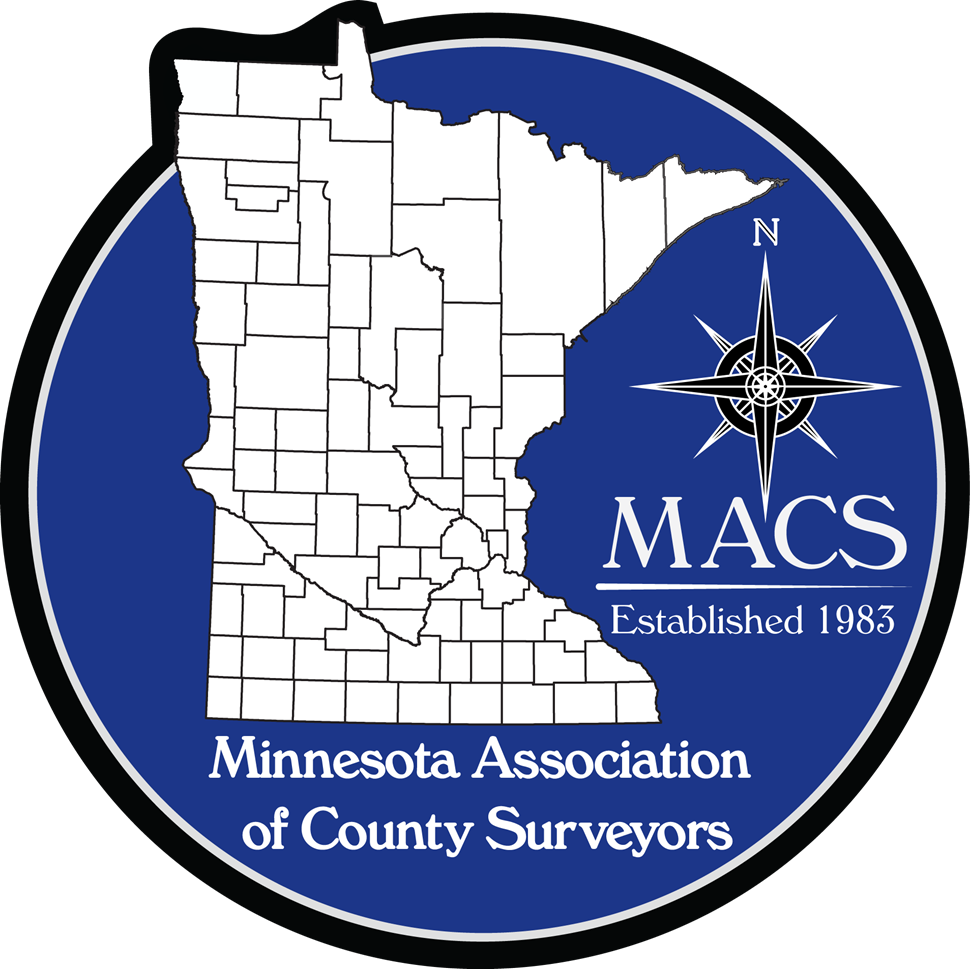 N
MACS
Established 1983
Minnesota Association
of County Surveyors